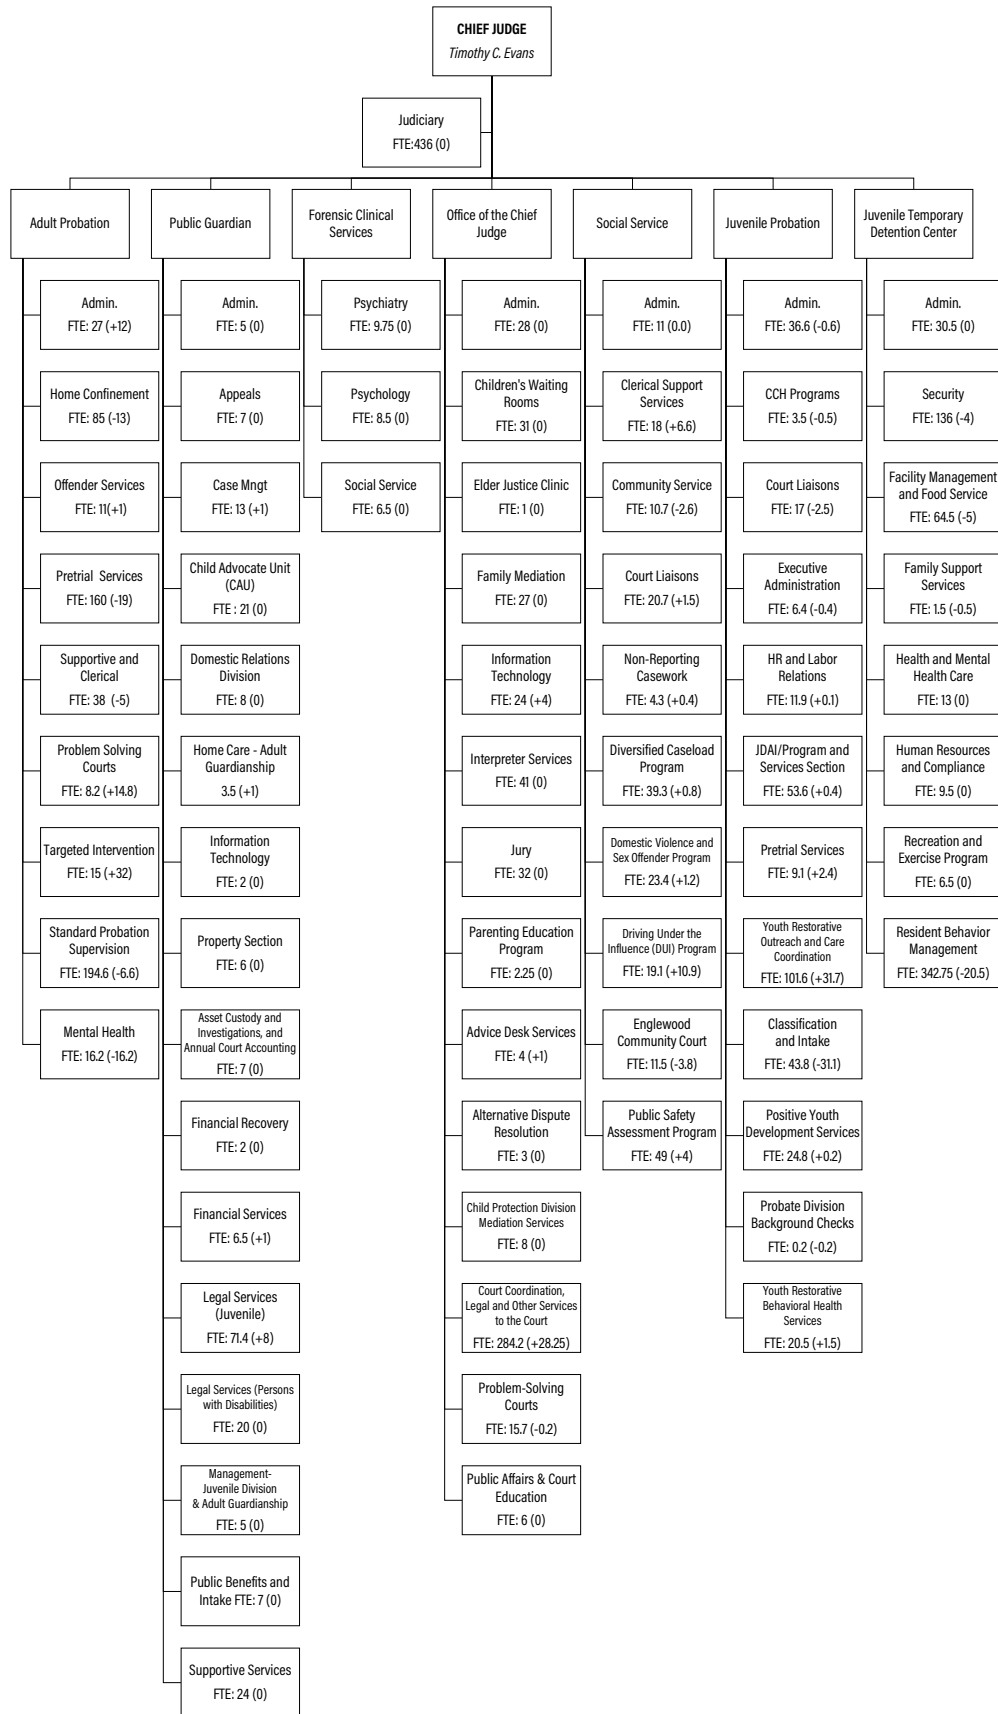 CHIEF JUDGE
Timothy C. Evans
Judiciary
FTE:436 (0)
Adult Probation
Admin.
FTE: 27 (+12)
Home Confinement
FTE: 85 (-13)
Offender Services
FTE: 11(+1)
Pretrial Services
FTE: 160 (-19)
Supportive and
Clerical
FTE: 38 (-5)
Problem Solving
Courts
FTE: 8.2 (+14.8)
Targeted Intervention
FTE: 15 (+32)
Standard Probation
Supervision
FTE: 194.6 (-6.6)
Mental Health
FTE: 16.2 (-16.2)
Public Guardian
Admin.
FTE: 5 (0)
Appeals
FTE: 7 (0)
Case Mngt
FTE: 13 (+1)
Child Advocate Unit
(CAU)
FTE : 21 (0)
Domestic Relations
Division
FTE: 8 (0)
Home Care - Adult
Guardianship
3.5 (+1)
Information
Technology
FTE: 2 (0)
Property Section
FTE: 6 (0)
Asset Custody and
Investigations, and
Annual Court Accounting
FTE: 7 (0)
Financial Recovery
FTE: 2 (0)
Financial Services
FTE: 6.5 (+1)
Legal Services
(Juvenile)
FTE: 71.4 (+8)
Legal Services (Persons
with Disabilities)
FTE: 20 (0)
Management-
Juvenile Division
& Adult Guardianship
FTE: 5 (0)
Public Benefits and
Intake FTE: 7 (0)
Supportive Services
FTE: 24 (0)
Forensic Clinical
Services
Psychiatry
FTE: 9.75 (0)
Psychology
FTE: 8.5 (0)
Social Service
FTE: 6.5 (0)
Office of the Chief
Judge
Admin.
FTE: 28 (0)
Children's Waiting
Rooms
FTE: 31 (0)
Elder Justice Clinic
FTE: 1 (0)
Family Mediation
FTE: 27 (0)
Information
Technology
FTE: 24 (+4)
Interpreter Services
FTE: 41 (0)
Jury
FTE: 32 (0)
Parenting Education
Program
FTE: 2.25 (0)
Advice Desk Services
FTE: 4 (+1)
Alternative Dispute
Resolution
FTE: 3 (0)
Child Protection Division
Mediation Services
FTE: 8 (0)
Court Coordination,
Legal and Other Services
to the Court
FTE: 284.2 (+28.25)
Problem-Solving
Courts
FTE: 15.7 (-0.2)
Public Affairs & Court
Education
FTE: 6 (0)
Social Service
Admin.
FTE: 11 (0.0)
Clerical Support
Services
FTE: 18 (+6.6)
Community Service
FTE: 10.7 (-2.6)
Court Liaisons
FTE: 20.7 (+1.5)
Non-Reporting
Casework
FTE: 4.3 (+0.4)
Diversified Caseload
Program
FTE: 39.3 (+0.8)
Domestic Violence and
Sex Offender Program
FTE: 23.4 (+1.2)
Driving Under the
Influence (DUI) Program
FTE: 19.1 (+10.9)
Englewood
Community Court
FTE: 11.5 (-3.8)
Public Safety
Assessment Program
FTE: 49 (+4)
Juvenile Probation
Admin.
FTE: 36.6 (-0.6)
CCH Programs
FTE: 3.5 (-0.5)
Court Liaisons
FTE: 17 (-2.5)
Executive
Administration
FTE: 6.4 (-0.4)
HR and Labor
Relations
FTE: 11.9 (+0.1)
JDAI/Program and
Services Section
FTE: 53.6 (+0.4)
Pretrial Services
FTE: 9.1 (+2.4)
Youth Restorative
Outreach and Care
Coordination
FTE: 101.6 (+31.7)
Classification
and Intake
FTE: 43.8 (-31.1)
Positive Youth
Development Services
FTE: 24.8 (+0.2)
Probate Division
Background Checks
FTE: 0.2 (-0.2)
Youth Restorative
Behavioral Health
Services
FTE: 20.5 (+1.5)
Juvenile Temporary
Detention Center
Admin.
FTE: 30.5 (0)
Security
FTE: 136 (-4)
Facility Management
and Food Service
FTE: 64.5 (-5)
Family Support
Services
FTE: 1.5 (-0.5)
Health and Mental
Health Care
FTE: 13 (0)
Human Resources
and Compliance
FTE: 9.5 (0)
Recreation and
Exercise Program
FTE: 6.5 (0)
Resident Behavior
Management
FTE: 342.75 (-20.5)